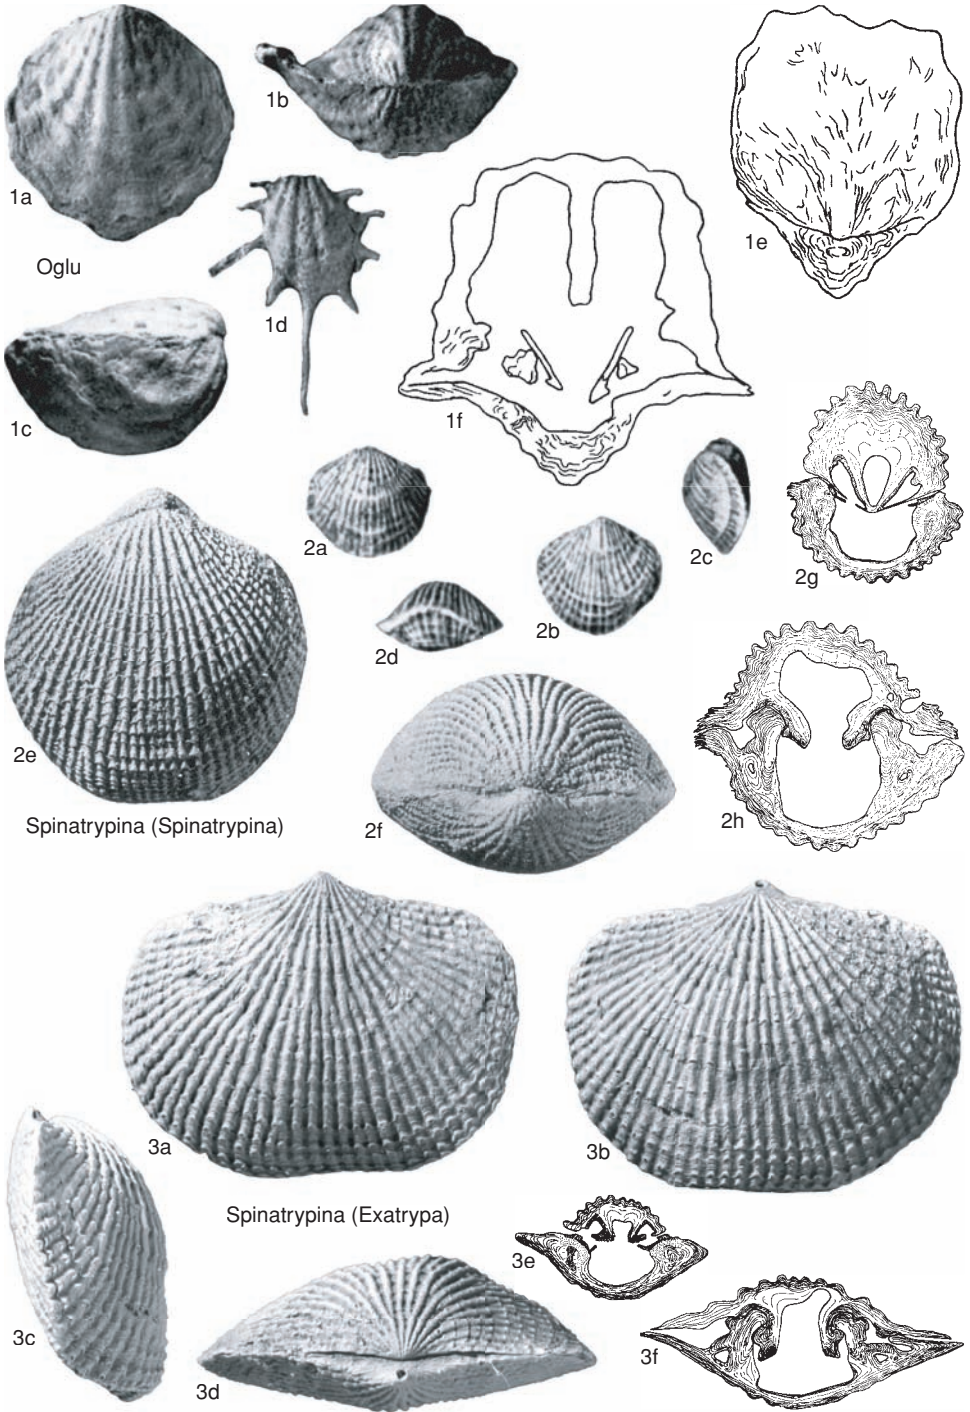 1a
1b
1e
Oglu
1d
1c
1f
2a
2c
2g
2b
2d
2e
2h
2f
Spinatrypina (Spinatrypina)
3a
3b
Spinatrypina (Exatrypa)
3e
3c
3f
3d